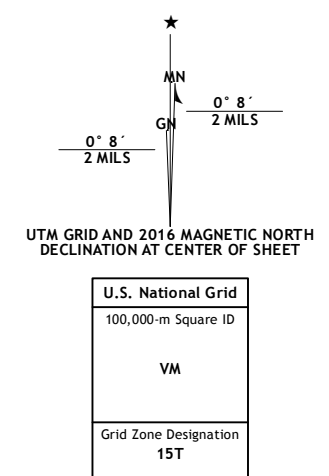 ★
MN
0° 8´
2 MILS
GN
0° 8´
2 MILS
UTM GRID AND 2016 MAGNETIC NORTH
DECLINATION AT CENTER OF SHEET
U.S. National Grid
100,000-m Square ID
VM
Grid Zone Designation
15T